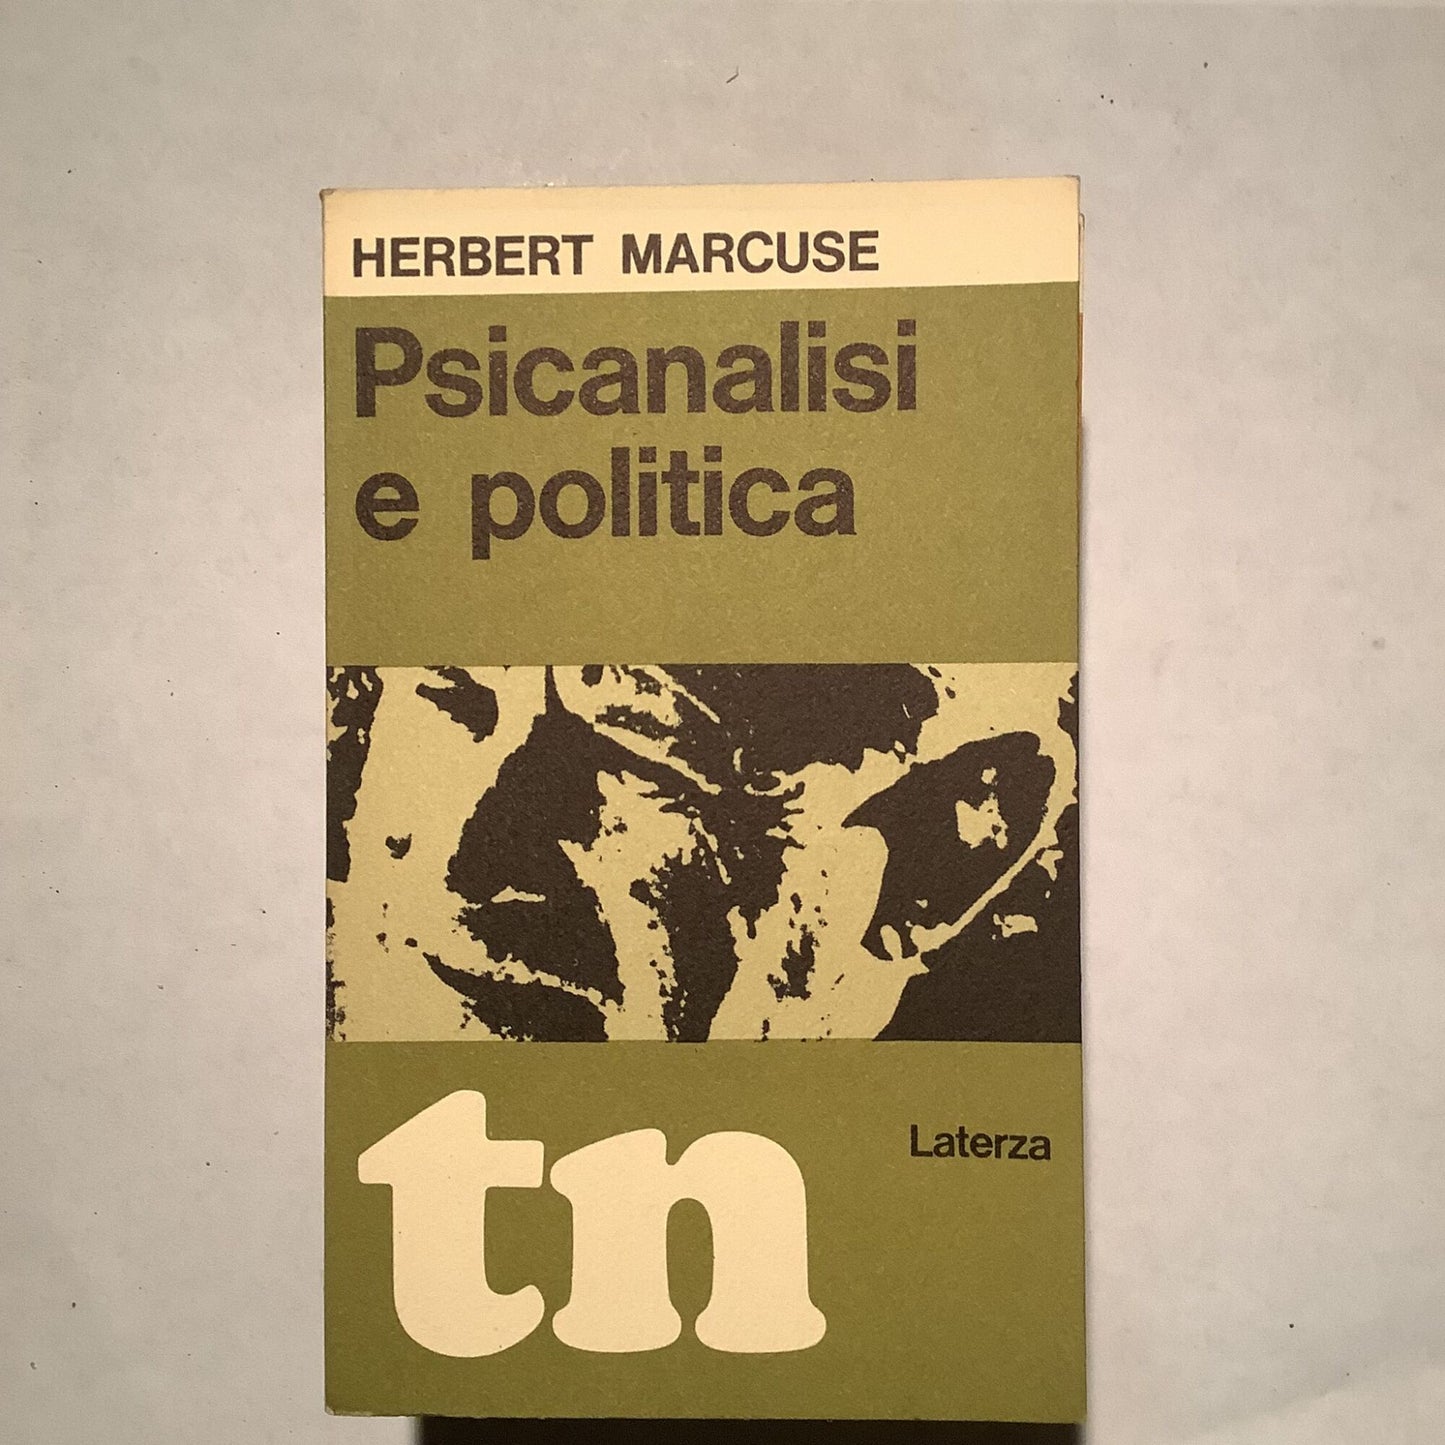 HERBERT MARCUSE
Psicanalisi
e politica
tn
Laterza